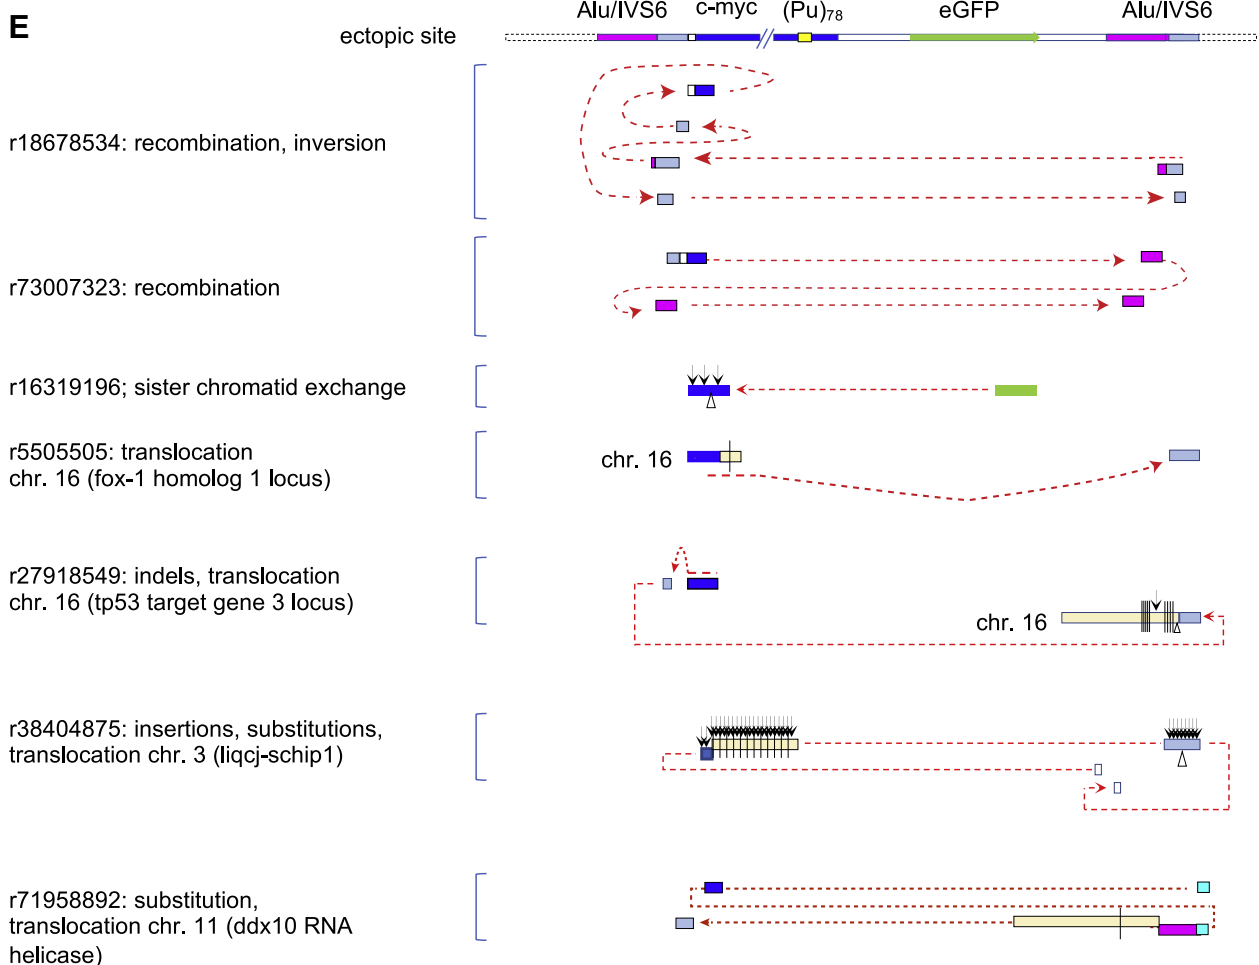 E
Alu/IVS6 c-myc (Pu)78 eGFP Alu/IVS6
ectopic site
r18678534: recombination, inversion
r73007323: recombination
r16319196; sister chromatid exchange
r5505505: translocation
chr. 16 (fox-1 homolog 1 locus)
chr. 16
r27918549: indels, translocation
chr. 16 (tp53 target gene 3 locus)
chr. 16
r38404875: insertions, substitutions,
translocation chr. 3 (liqcj-schip1)
r71958892: substitution,
translocation chr. 11 (ddx10 RNA
helicase)